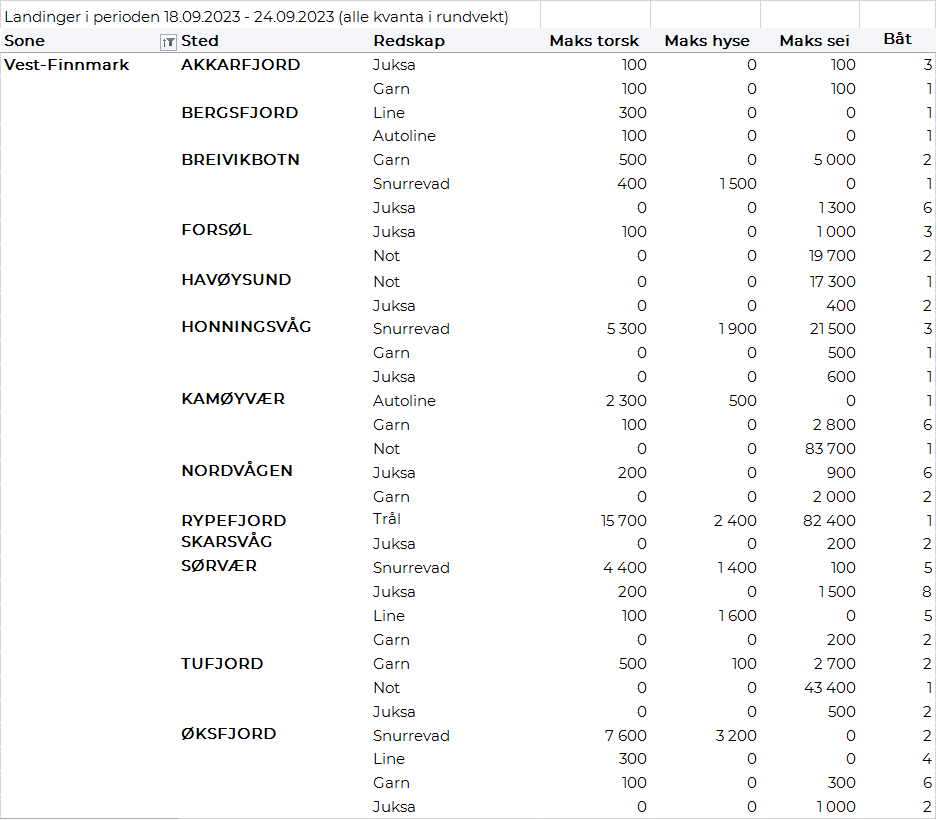 Landinger i perioden 18.09.2023 - 24.09.2023 (alle kvanta i rundvekt)
Sone Sted Redskap Maks torsk Maks hyse Maks sei Båt
Vest-Finnmark AKKARFJORD Juksa 100 0 100 3
Garn 100 0 100 1
BERGSFJORD Line 300 0 0 1
Autoline 100 0 0 1
BREIVIKBOTN Garn 500 0 5 000 2
Snurrevad 400 1 500 0 1
Juksa 0 0 1 300 6
FORSØL Juksa 100 0 1 000 3
Not 0 0 19 700 2
HAVØYSUND Not 0 0 17 300 1
Juksa 0 0 400 2
HONNINGSVÅG Snurrevad 5 300 1 900 21 500 3
Garn 0 0 500 1
Juksa 0 0 600 1
KAMØYVÆR Autoline 2 300 500 0 1
Garn 100 0 2 800 6
Not 0 0 83 700 1
NORDVÅGEN Juksa 200 0 900 6
Garn 0 0 2 000 2
RYPEFJORD Trål 15 700 2 400 82 400 1
SKARSVÅG Juksa 0 0 200 2
SØRVÆR Snurrevad 4 400 1 400 100 5
Juksa 200 0 1 500 8
Line 100 1 600 0 5
Garn 0 0 200 2
TUFJORD Garn 500 100 2 700 2
Not 0 0 43 400 1
Juksa 0 0 500 2
ØKSFJORD Snurrevad 7 600 3 200 0 2
Line 300 0 0 4
Garn 100 0 300 6
Juksa 0 0 1 000 2